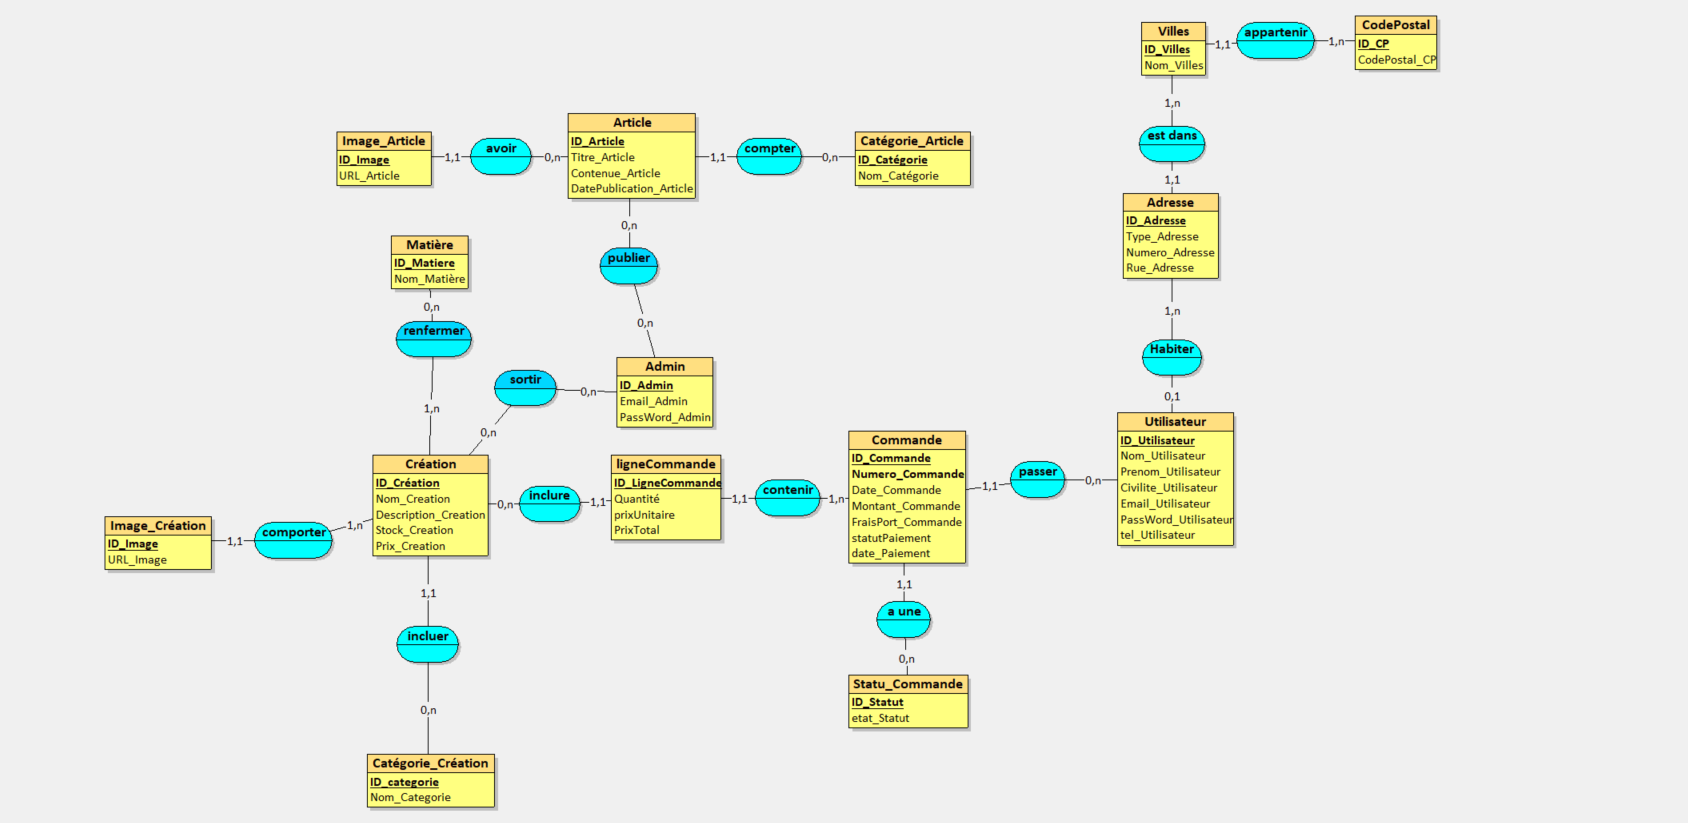 Villes
ID_Villes
Nom_Villes
1,1
appartenir
1,n
CodePostal
ID_CP
CodePostal_CP
1,n
est dans
1,1
Image_Article
ID_Image
URL_Article
1,1
avoir
0,n
Article
ID_Article
Titre_Article
Contenue_Article
DatePublication_Article
1,1
compter
0,n
Catégorie_Article
ID_Catégorie
Nom_Catégorie
Adresse
ID_Adresse
Type_Adresse
Numero_Adresse
Rue_Adresse
0,n
publier
0,n
Matière
ID_Matiere
Nom_Matière
0,n
renfermer
1,n
1,n
Habiter
0,1
sortir
0,n
0,n
Admin
ID_Admin
Email_Admin
PassWord_Admin
Utilisateur
ID_Utilisateur
Nom_Utilisateur
Prenom_Utilisateur
Civilite_Utilisateur
Email_Utilisateur
PassWord_Utilisateur
tel_Utilisateur
Création
ID_Création
Nom_Creation
Description_Creation
Stock_Creation
Prix_Creation
0,n
inclure
1,1
ligneCommande
ID_LigneCommande
Quantité
prixUnitaire
PrixTotal
1,1
contenir
1,n
Commande
ID_Commande
Numero_Commande
Date_Commande
Montant_Commande
FraisPort_Commande
statutPaiement
date_Paiement
1,1
passer
0,n
Image_Création
ID_Image
URL_Image
1,1
comporter
1,n
1,1
incluer
0,n
1,1
a une
0,n
Statu_Commande
ID_Statut
etat_Statut
Catégorie_Création
ID_categorie
Nom_Categorie